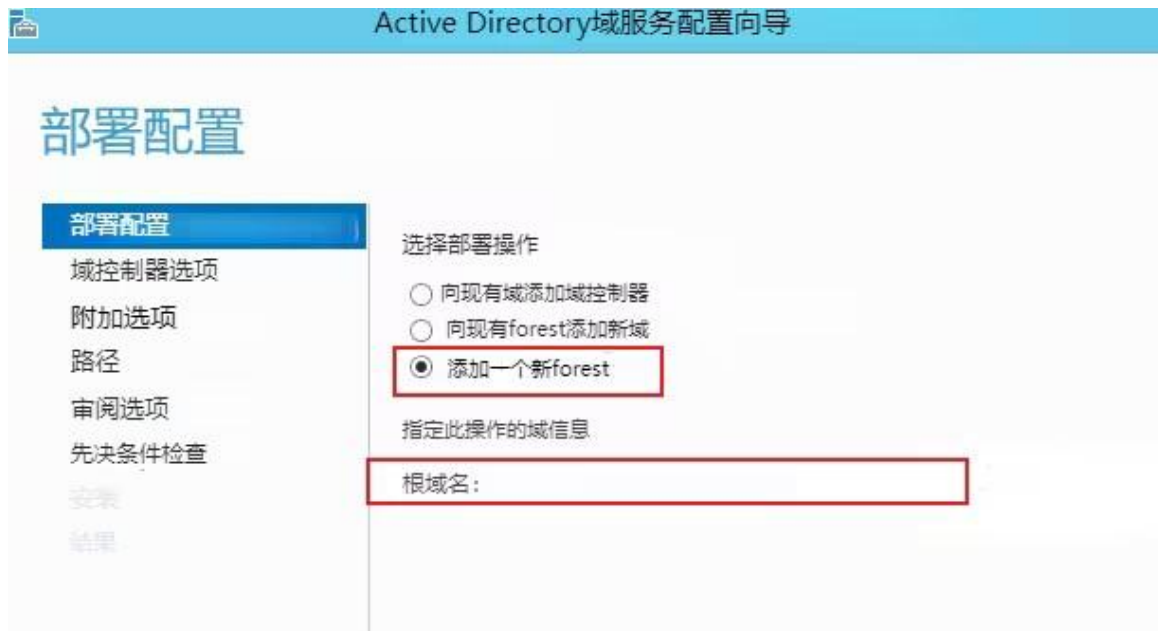 Active Directory域服务配置向导
部署配置
部署配置
域控制器选项
附加选项
路径
审阅选项
先决条件检查
安装
结果
选择部署操作
向现有域添加域控制器
向现有forest添加新域
添加一个新forest
指定此操作的域信息
根域名: